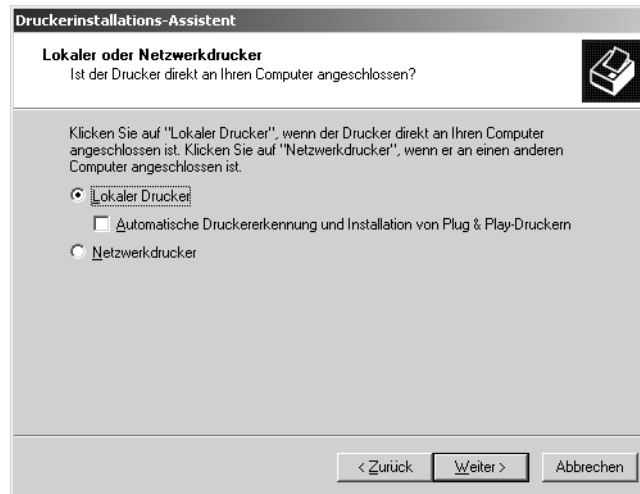 Druckerinstallations-Assistent
Lokaler oder Netzwerkdrucker
Ist der Drucker direkt an Ihren Computer angeschlossen?
Klicken Sie auf "Lokaler Drucker", wenn der Drucker direkt an Ihren Computer
angeschlossen ist. Klicken Sie auf "Netzwerkdrucker", wenn er an einen anderen
Computer angeschlossen ist.
Lokaler Drucker
Automatische Druckererkennung und Installation von Plug & Play-Druckern
Netzwerkdrucker
< Zurück Weiter > Abbrechen